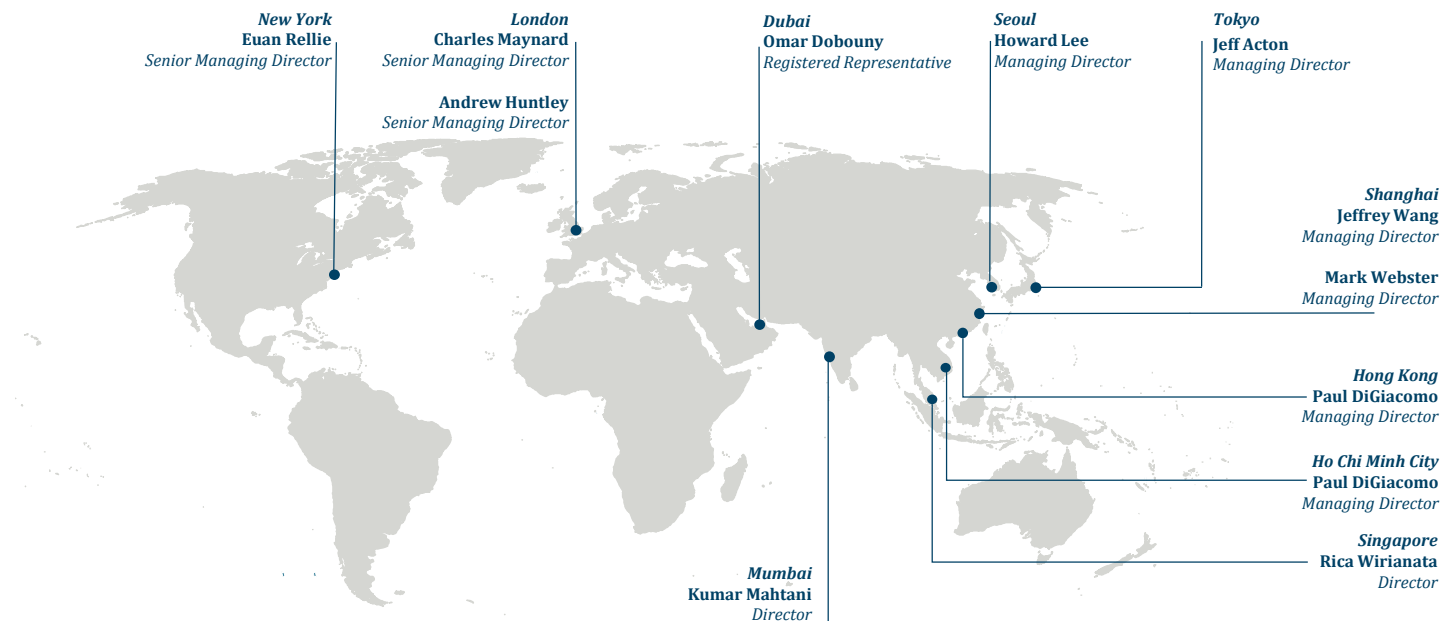 New York
Euan Rellie
Senior Managing Director
London
Charles Maynard
Senior Managing Director
Andrew Huntley
Senior Managing Director
Dubai
Omar Dobouny
Registered Representative
Seoul
Howard Lee
Managing Director
Tokyo
Jeff Acton
Managing Director
Shanghai
Jeffrey Wang
Managing Director
Mark Webster
Managing Director
Hong Kong
Paul DiGiacomo
Managing Director
Ho Chi Minh City
Paul DiGiacomo
Managing Director
Singapore
Rica Wirianata
Director
Mumbai
Kumar Mahtani
Director